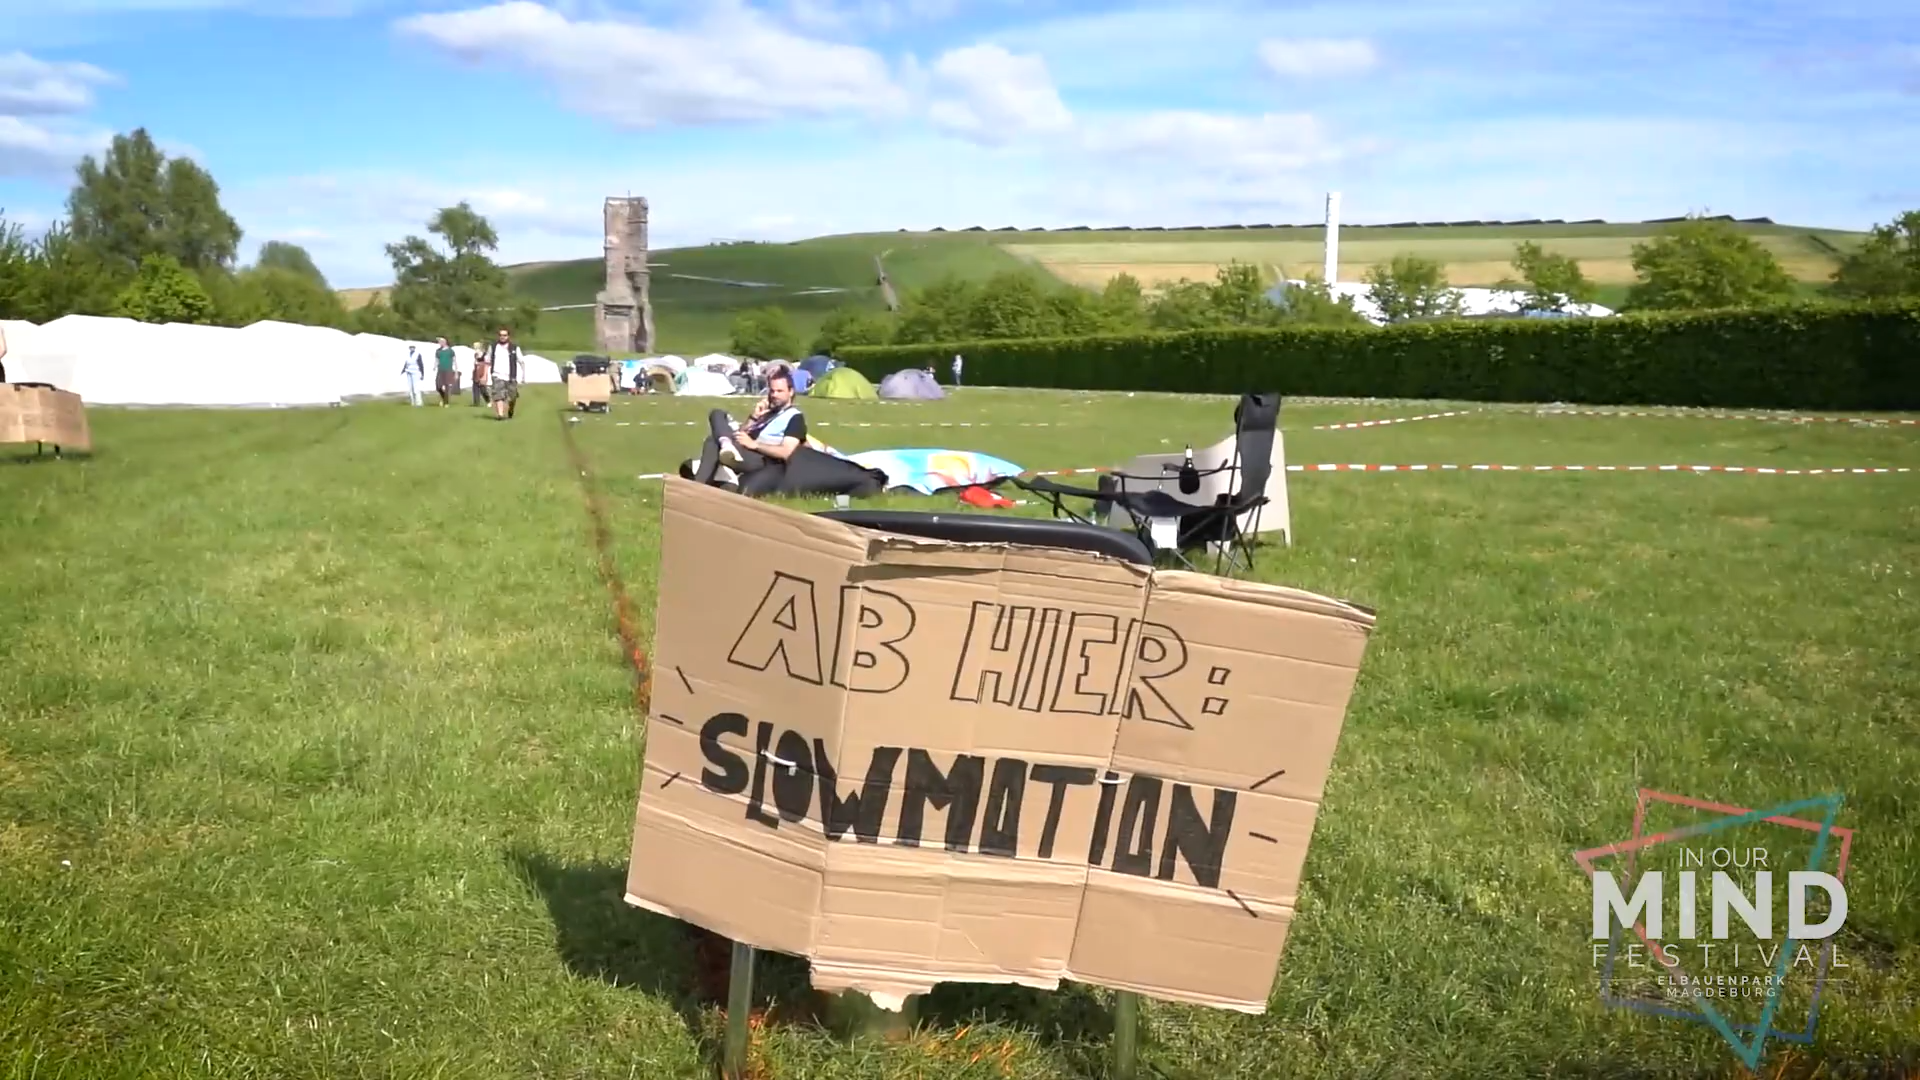 AB HIER:
SLOWMOTION
IN OUR
MIND
FESTIVAL
ELBAUENPARK
MAGDEBURG